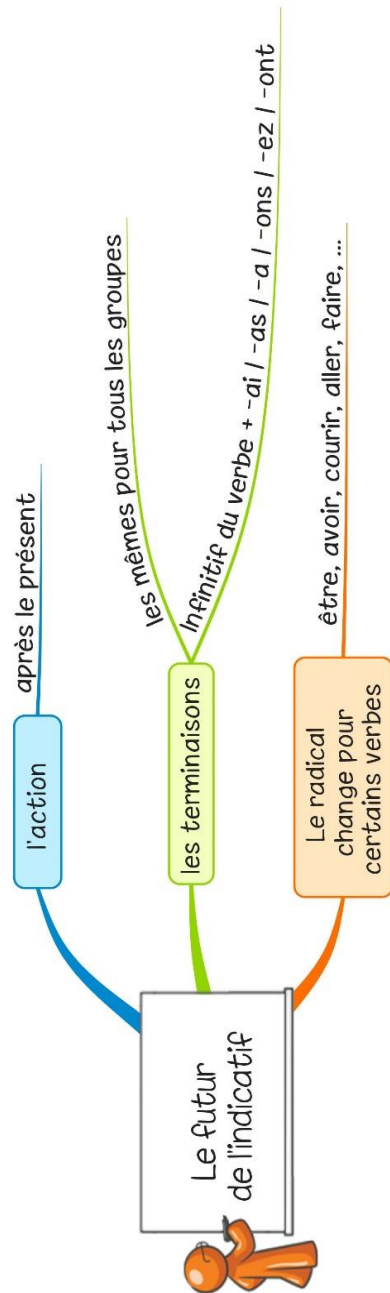 Le futur
de l'indicatif
l'action
après le présent
les terminaisons
les mêmes pour tous les groupes
Infinitif du verbe + -ai / -as / -a / -ons / -ez / -ont
Le radical
change pour
certains verbes
être, avoir, courir, aller, faire, ...